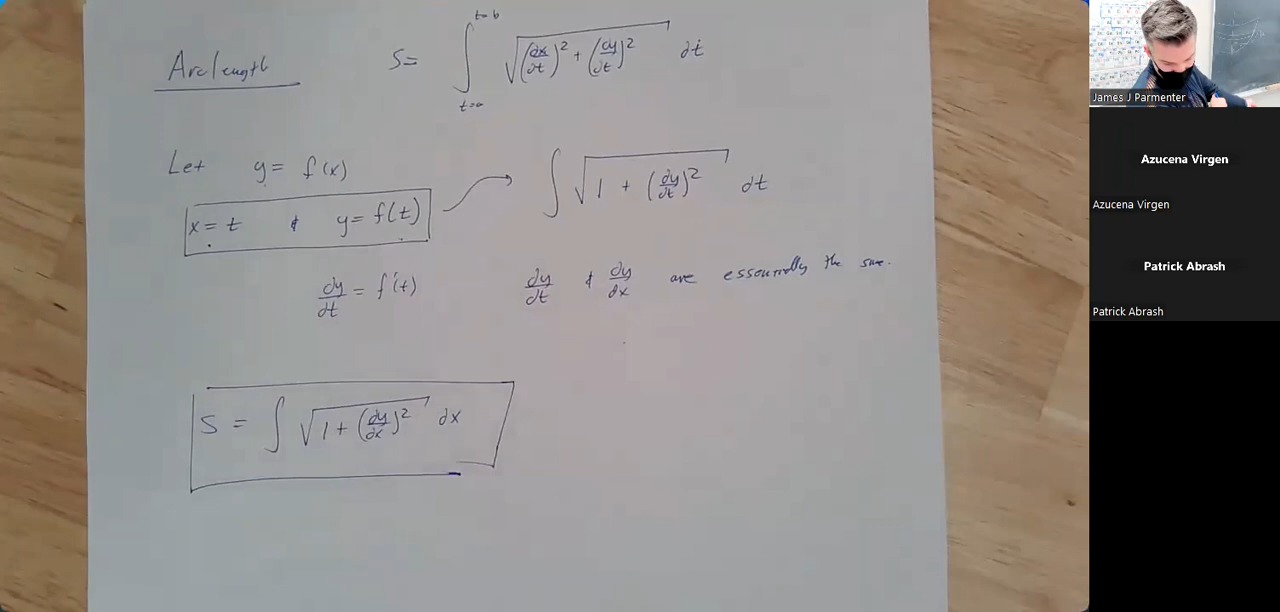 Arclength
S = ∫_{t=a}^{t=b} √((dx/dt)² + (dy/dt)²) dt
Let y = f(x)
x = t & y = f(t)
∫ √(1 + (dy/dt)²) dt
dy/dt = f'(t)
dy/dt & dy/dx are essentially the same.
S = ∫ √(1 + (dy/dx)²) dx
James J Parmenter
Azucena Virgen
Azucena Virgen
Patrick Abrash
Patrick Abrash